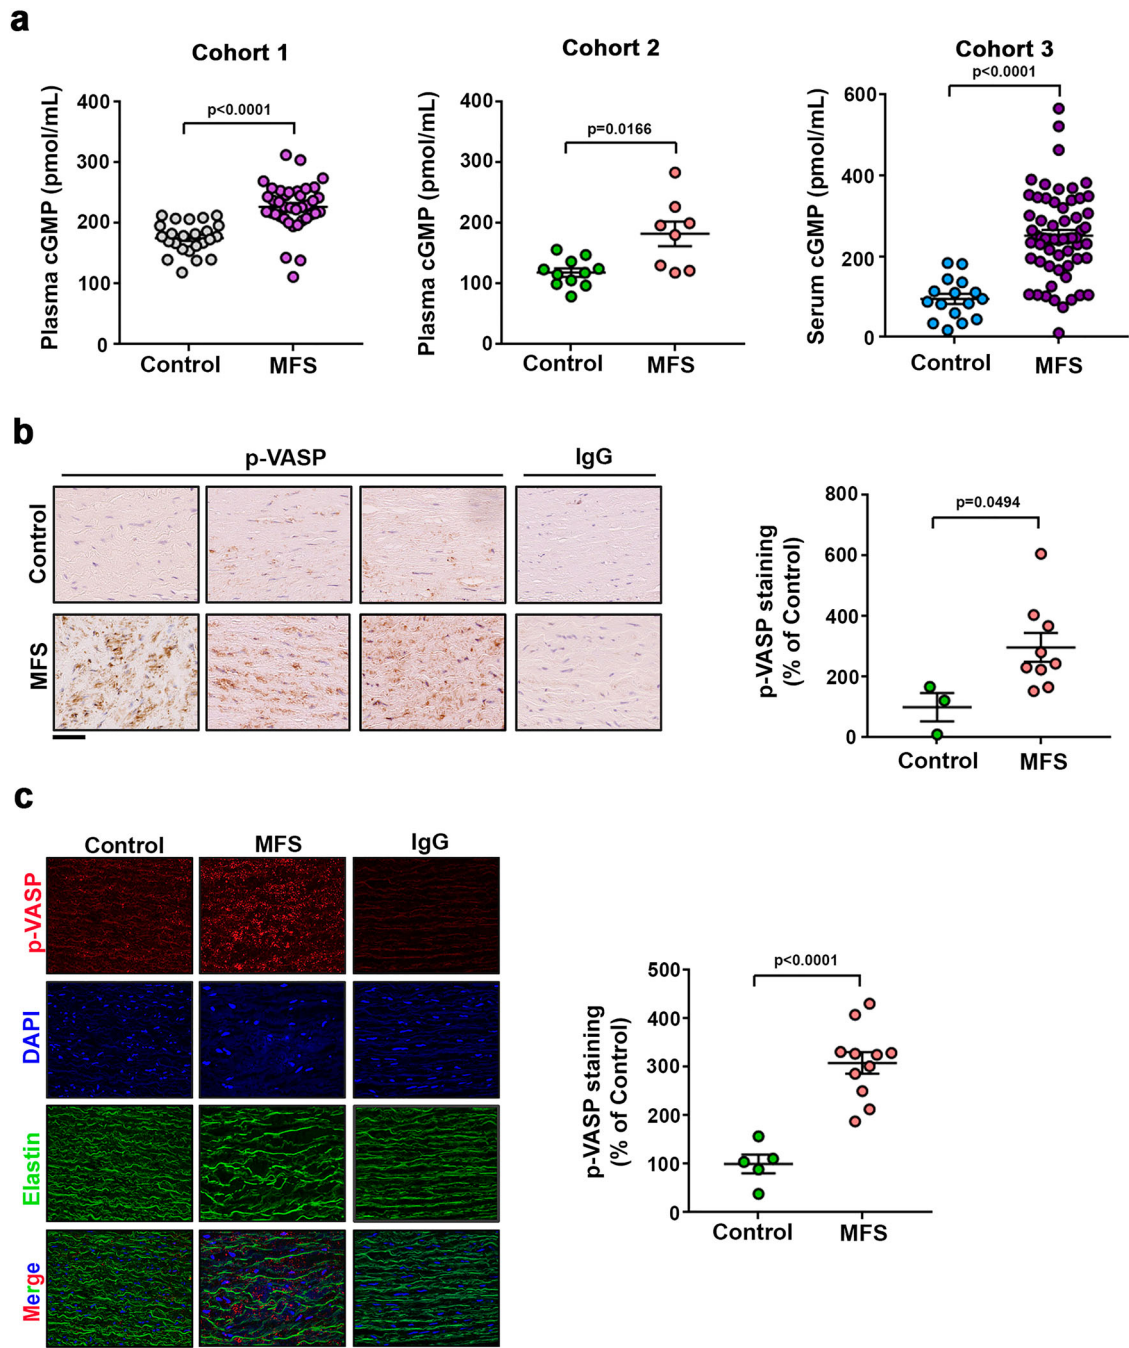 a
Cohort 1
Cohort 2
Cohort 3
Plasma cGMP (pmol/mL)
400
300
200
100
0
p<0.0001
Control
MFS
Plasma cGMP (pmol/mL)
400
300
200
100
0
p=0.0166
Control
MFS
Serum cGMP (pmol/mL)
600
400
200
0
p<0.0001
Control
MFS
b
p-VASP
IgG
Control
MFS
p-VASP staining
(% of Control)
800
600
400
200
0
p=0.0494
Control
MFS
c
Control
MFS
IgG
p-VASP
DAPI
Elastin
Merge
p-VASP staining
(% of Control)
500
400
300
200
100
0
p<0.0001
Control
MFS